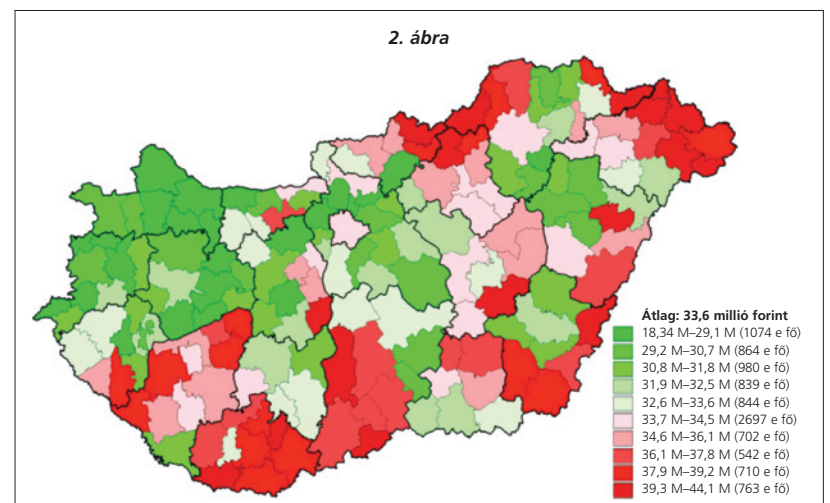 2. ábra
Átlag: 33,6 millió forint
18,34 M–29,1 M (1074 e fő)
29,2 M–30,7 M (864 e fő)
30,8 M–31,8 M (980 e fő)
31,9 M–32,5 M (839 e fő)
32,6 M–33,6 M (844 e fő)
33,7 M–34,5 M (2697 e fő)
34,6 M–36,1 M (702 e fő)
36,1 M–37,8 M (542 e fő)
37,9 M–39,2 M (710 e fő)
39,3 M–44,1 M (763 e fő)